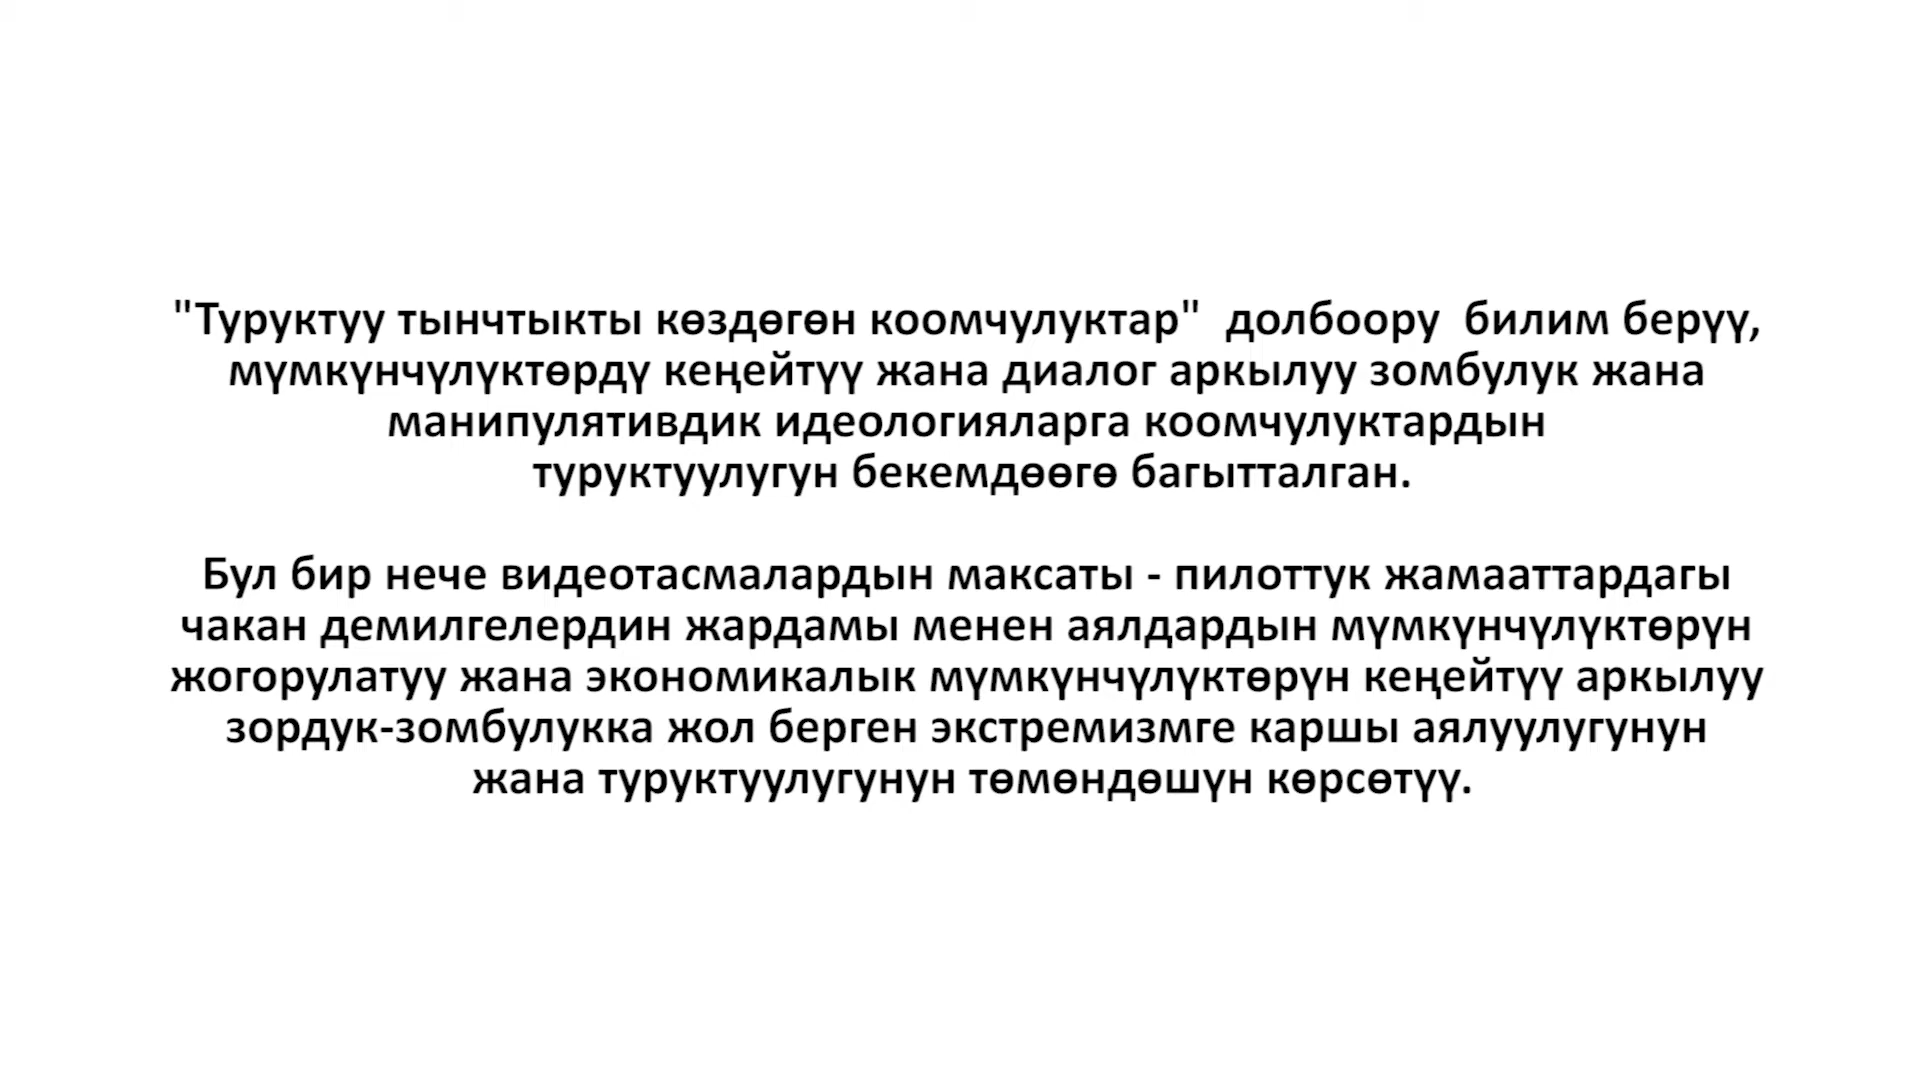 "Туруктуу тынчтыкты көздөгөн коомчулуктар"  долбоору  билим берүү,
мүмкүнчүлүктөрдү кеңейтүү жана диалог аркылуу зомбулук жана
манипулятивдик идеологияларга коомчулуктардын
туруктуулугун бекемдөөгө багытталган.
Бул бир нече видеотасмалардын максаты - пилоттук жамааттардагы
чакан демилгелердин жардамы менен аялдардын мүмкүнчүлүктөрүн
жогорулатуу жана экономикалык мүмкүнчүлүктөрүн кеңейтүү аркылуу
зордук-зомбулукка жол берген экстремизмге каршы аялуулугунун
жана туруктуулугунун төмөндөшүн көрсөтүү.